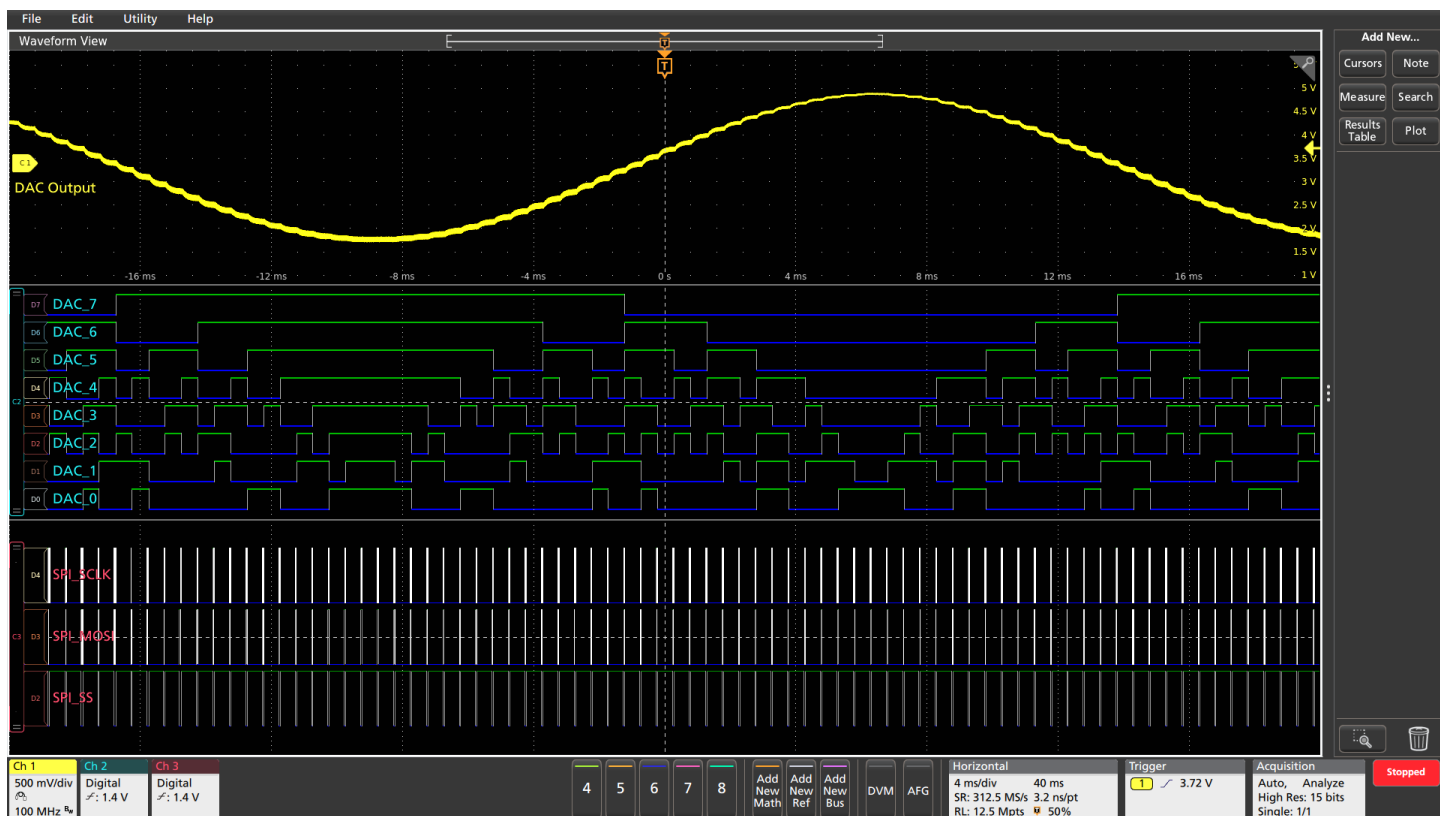 File Edit Utility Help
Waveform View
Add New...
Cursors Note
Measure Search
Results Table Plot
T
T
5 V
4.5 V
4 V
3.5 V
3 V
2.5 V
2 V
1.5 V
1 V
C 1
DAC Output
-16 ms -12 ms -8 ms -4 ms 0 s 4 ms 8 ms 12 ms 16 ms
D7 DAC_7
D6 DAC_6
D5 DAC_5
D4 DAC_4
C2
D3 DAC_3
D2 DAC_2
D1 DAC_1
D0 DAC_0
D4 SPI_SCLK
C3 D3 SPI_MOSI
D2 SPI_SS
Ch 1
500 mV/div
100 MHz Bw
Ch 2
Digital
: 1.4 V
Ch 3
Digital
: 1.4 V
4 5 6 7 8
Add New Math
Add New Ref
Add New Bus
DVM AFG
Horizontal
4 ms/div 40 ms
SR: 312.5 MS/s 3.2 ns/pt
RL: 12.5 Mpts 50%
Trigger
1 3.72 V
Acquisition
Auto, Analyze
High Res: 15 bits
Single: 1/1
Stopped